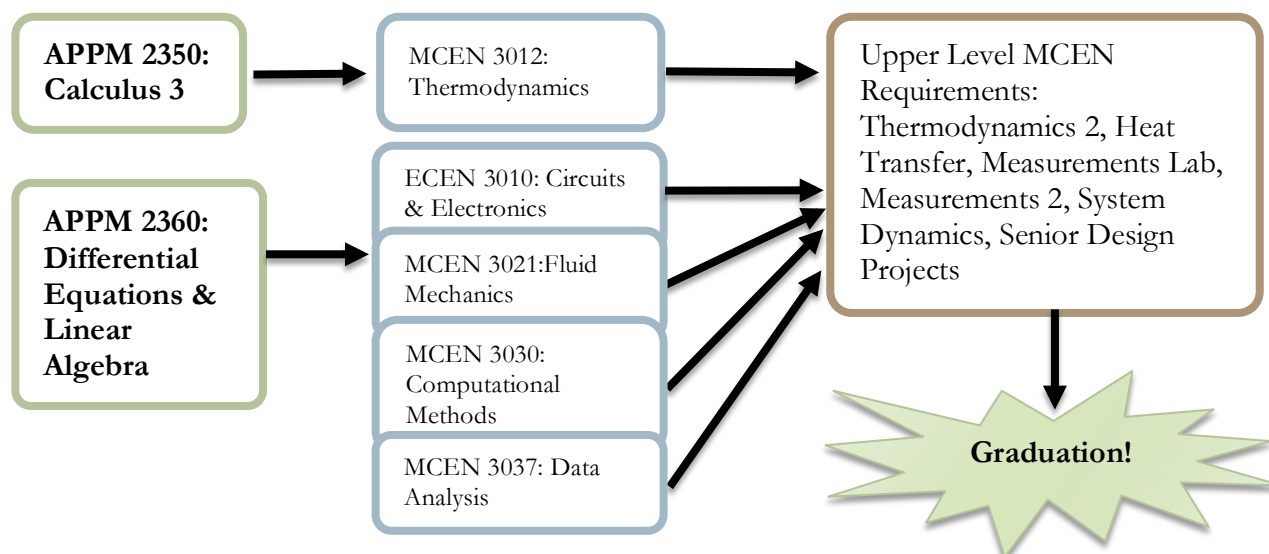 APPM 2350:
Calculus 3
MCEN 3012:
Thermodynamics
APPM 2360:
Differential
Equations &
Linear
Algebra
ECEN 3010: Circuits
& Electronics
MCEN 3021:Fluid
Mechanics
MCEN 3030:
Computational
Methods
MCEN 3037: Data
Analysis
Upper Level MCEN
Requirements:
Thermodynamics 2, Heat
Transfer, Measurements Lab,
Measurements 2, System
Dynamics, Senior Design
Projects
Graduation!